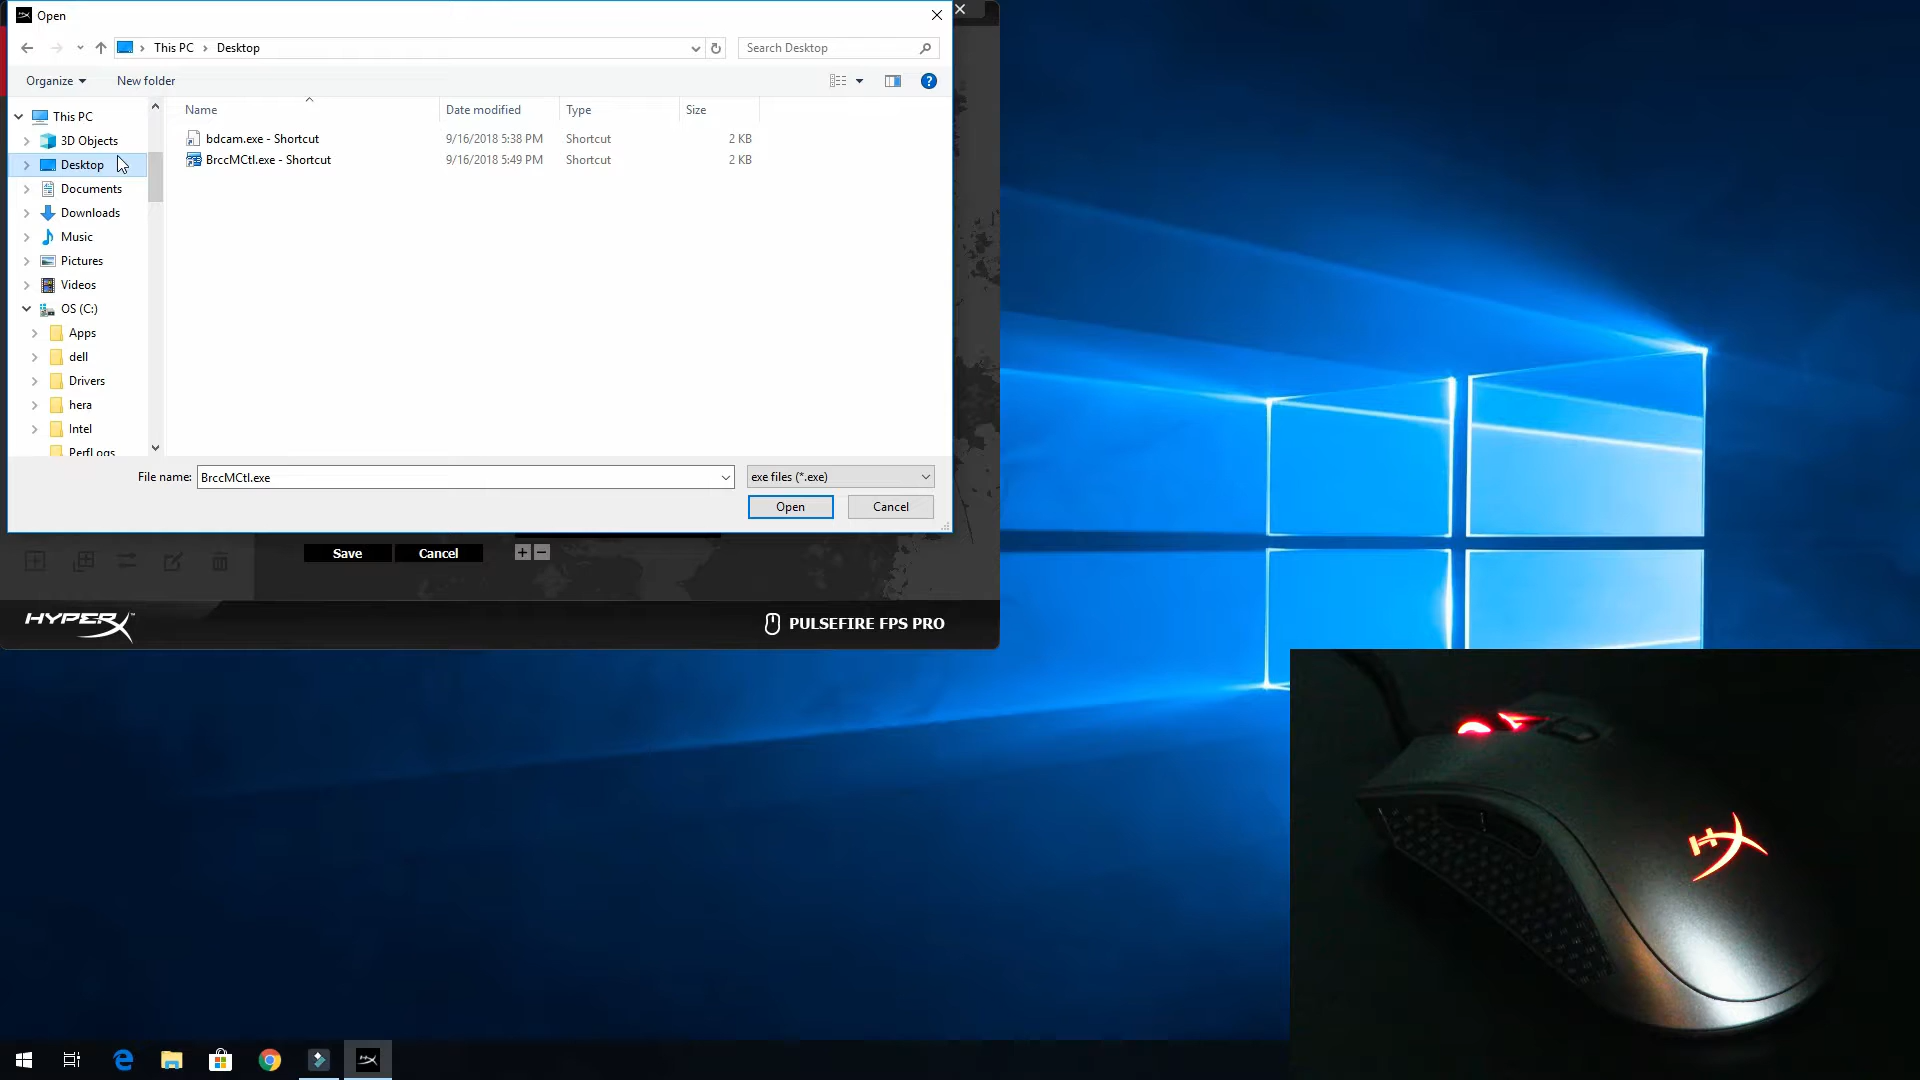 Open
This PC > Desktop
Search Desktop
Organize
New folder
?
Name
Date modified
Type
Size
bdcam.exe - Shortcut
9/16/2018 5:38 PM
Shortcut
2 KB
BrccMCtl.exe - Shortcut
9/16/2018 5:49 PM
Shortcut
2 KB
This PC
3D Objects
Desktop
Documents
Downloads
Music
Pictures
Videos
OS (C:)
Apps
dell
Drivers
hera
Intel
PerfLogs
File name:
BrccMCtl.exe
exe files (*.exe)
Open
Cancel
Save
Cancel
HYPERX™
PULSEFIRE FPS PRO
HX